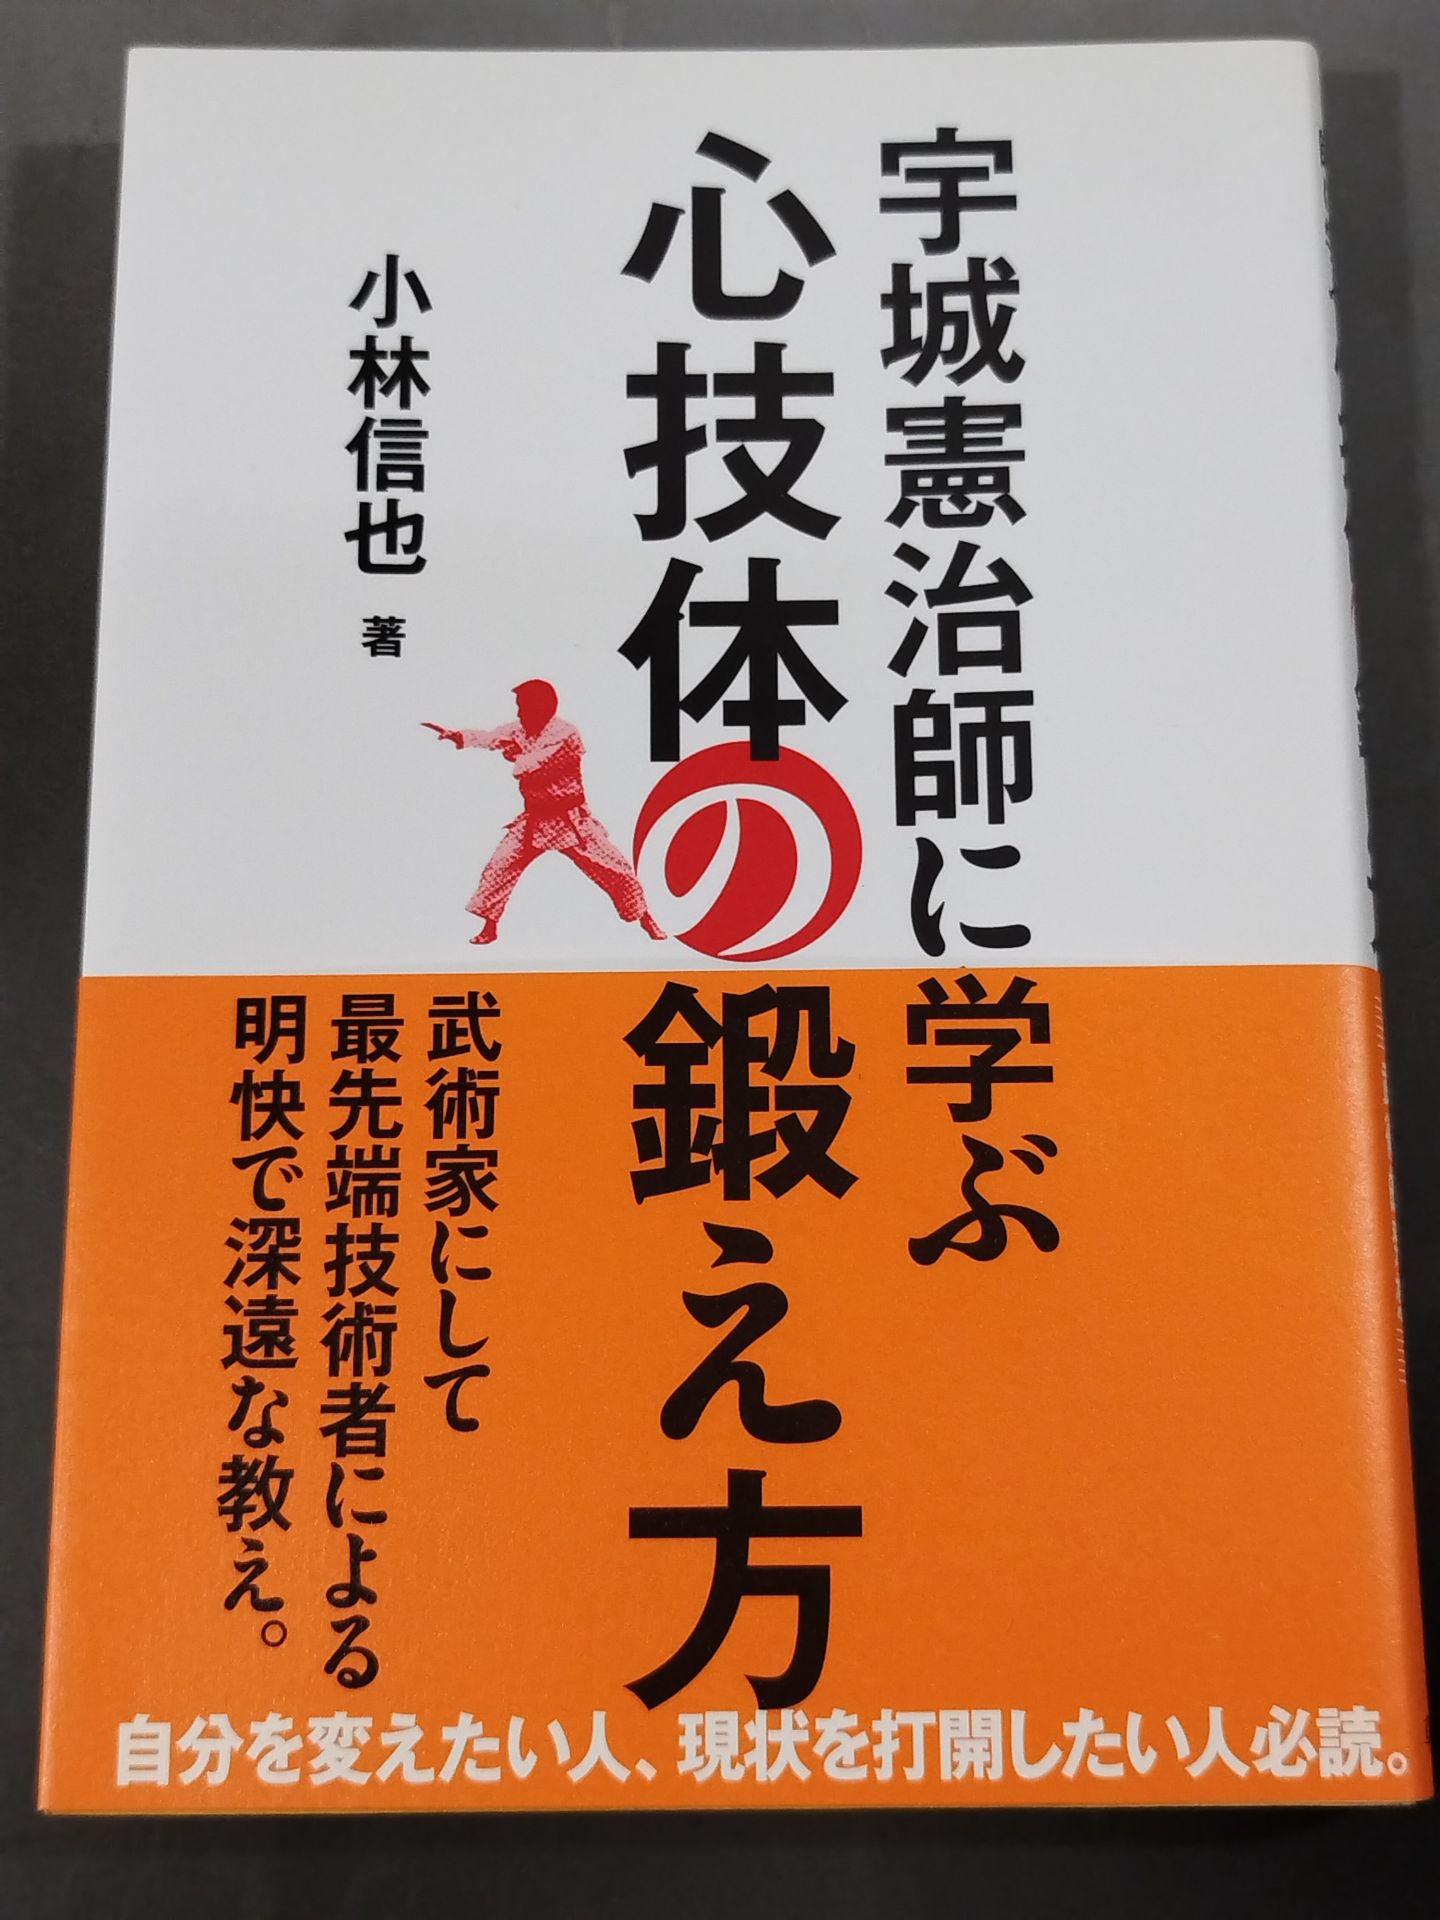 宇城憲治師に学ぶ
心技体の鍛え方
小林信也 著
武術家にして
最先端技術者による
明快で深遠な教え。
自分を変えたい人、現状を打開したい人必読。